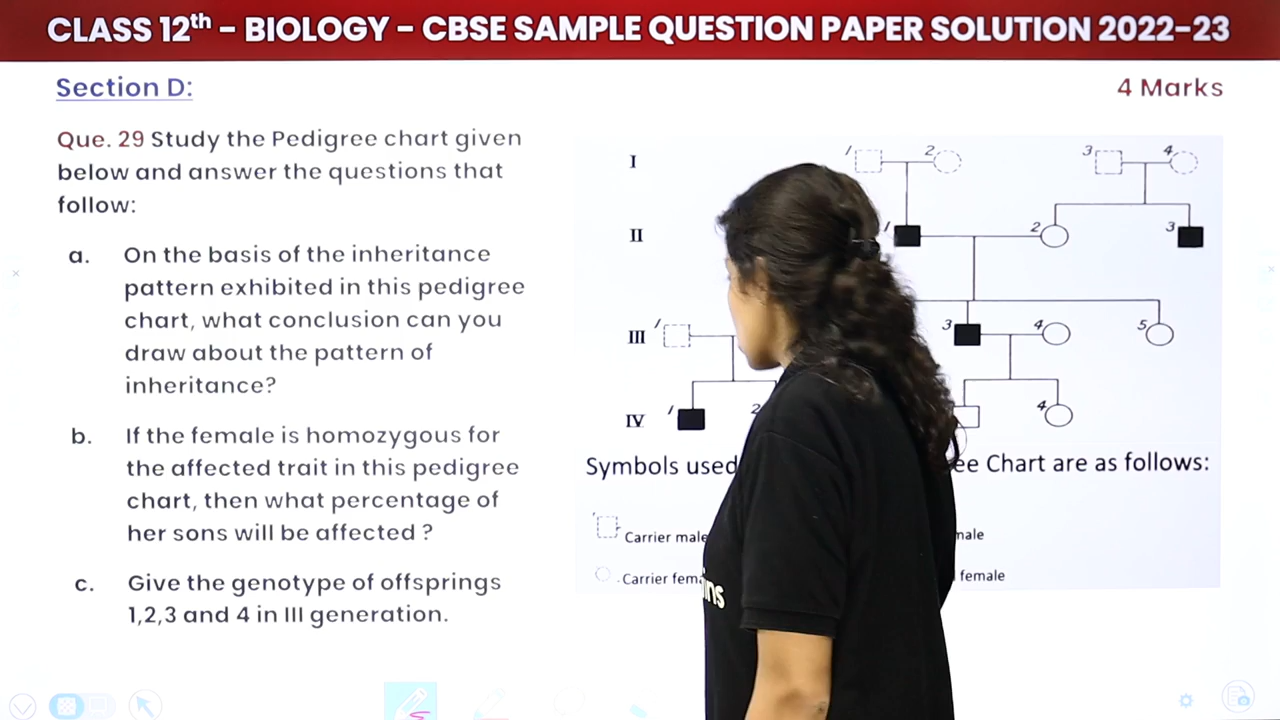 CLASS 12th – BIOLOGY – CBSE SAMPLE QUESTION PAPER SOLUTION 2022-23
Section D:
4 Marks
Que. 29 Study the Pedigree chart given
below and answer the questions that
follow:
a. On the basis of the inheritance
pattern exhibited in this pedigree
chart, what conclusion can you
draw about the pattern of
inheritance?
b. If the female is homozygous for
the affected trait in this pedigree
chart, then what percentage of
her sons will be affected ?
c. Give the genotype of offsprings
1,2,3 and 4 in III generation.
I 1 2 3 4
II 1 2 3
III 1 3 4 5
IV 1 2 4
Symbols used ee Chart are as follows:
Carrier male
Carrier
female